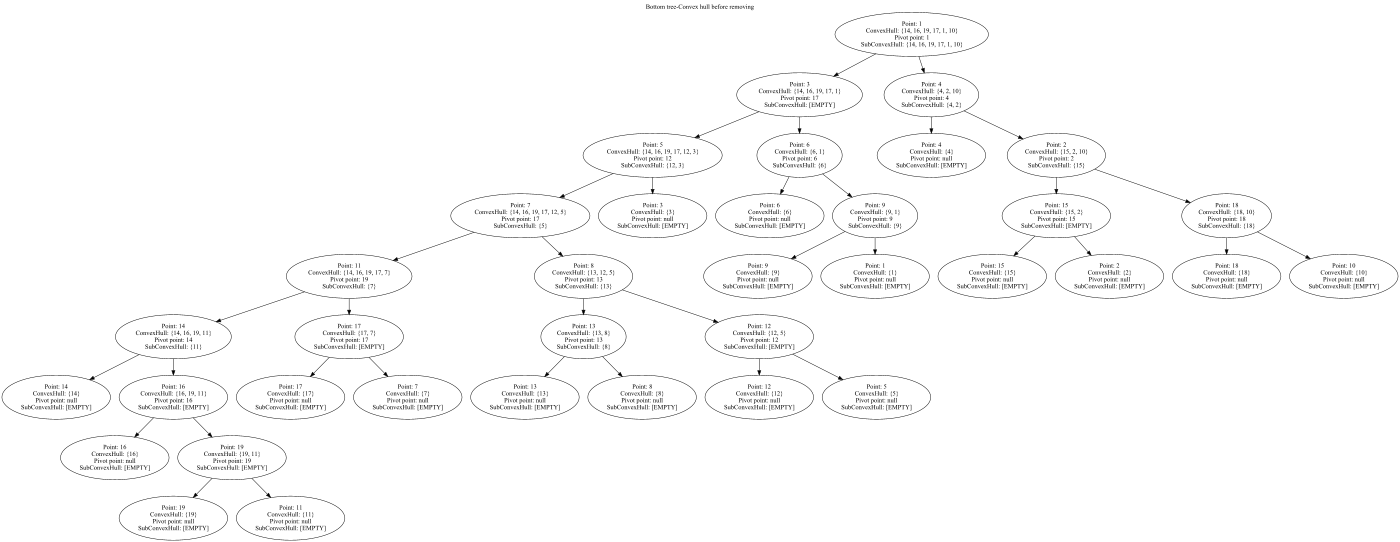 Bottom tree-Convex hull before removing
Point: 1
ConvexHull: {14, 16, 19, 17, 1, 10}
Pivot point: 1
SubConvexHull: {14, 16, 19, 17, 1, 10}
Point: 3
ConvexHull: {14, 16, 19, 17, 1}
Pivot point: 17
SubConvexHull: [EMPTY]
Point: 4
ConvexHull: {4, 2, 10}
Pivot point: 4
SubConvexHull: {4, 2}
Point: 5
ConvexHull: {14, 16, 19, 17, 12, 3}
Pivot point: 12
SubConvexHull: {12, 3}
Point: 6
ConvexHull: {6, 1}
Pivot point: 6
SubConvexHull: {6}
Point: 4
ConvexHull: {4}
Pivot point: null
SubConvexHull: [EMPTY]
Point: 2
ConvexHull: {15, 2, 10}
Pivot point: 2
SubConvexHull: {15}
Point: 7
ConvexHull: {14, 16, 19, 17, 12, 5}
Pivot point: 17
SubConvexHull: {5}
Point: 3
ConvexHull: {3}
Pivot point: null
SubConvexHull: [EMPTY]
Point: 6
ConvexHull: {6}
Pivot point: null
SubConvexHull: [EMPTY]
Point: 9
ConvexHull: {9, 1}
Pivot point: 9
SubConvexHull: {9}
Point: 15
ConvexHull: {15, 2}
Pivot point: 15
SubConvexHull: [EMPTY]
Point: 18
ConvexHull: {18, 10}
Pivot point: 18
SubConvexHull: {18}
Point: 11
ConvexHull: {14, 16, 19, 17, 7}
Pivot point: 19
SubConvexHull: {7}
Point: 8
ConvexHull: {13, 12, 5}
Pivot point: 13
SubConvexHull: {13}
Point: 9
ConvexHull: {9}
Pivot point: null
SubConvexHull: [EMPTY]
Point: 1
ConvexHull: {1}
Pivot point: null
SubConvexHull: [EMPTY]
Point: 15
ConvexHull: {15}
Pivot point: null
SubConvexHull: [EMPTY]
Point: 2
ConvexHull: {2}
Pivot point: null
SubConvexHull: [EMPTY]
Point: 18
ConvexHull: {18}
Pivot point: null
SubConvexHull: [EMPTY]
Point: 10
ConvexHull: {10}
Pivot point: null
SubConvexHull: [EMPTY]
Point: 14
ConvexHull: {14, 16, 19, 11}
Pivot point: 14
SubConvexHull: {11}
Point: 17
ConvexHull: {17, 7}
Pivot point: 17
SubConvexHull: [EMPTY]
Point: 13
ConvexHull: {13, 8}
Pivot point: 13
SubConvexHull: {8}
Point: 12
ConvexHull: {12, 5}
Pivot point: 12
SubConvexHull: [EMPTY]
Point: 14
ConvexHull: {14}
Pivot point: null
SubConvexHull: [EMPTY]
Point: 16
ConvexHull: {16, 19, 11}
Pivot point: 16
SubConvexHull: [EMPTY]
Point: 17
ConvexHull: {17}
Pivot point: null
SubConvexHull: [EMPTY]
Point: 7
ConvexHull: {7}
Pivot point: null
SubConvexHull: [EMPTY]
Point: 13
ConvexHull: {13}
Pivot point: null
SubConvexHull: [EMPTY]
Point: 8
ConvexHull: {8}
Pivot point: null
SubConvexHull: [EMPTY]
Point: 12
ConvexHull: {12}
Pivot point: null
SubConvexHull: [EMPTY]
Point: 5
ConvexHull: {5}
Pivot point: null
SubConvexHull: [EMPTY]
Point: 16
ConvexHull: {16}
Pivot point: null
SubConvexHull: [EMPTY]
Point: 19
ConvexHull: {19, 11}
Pivot point: 19
SubConvexHull: [EMPTY]
Point: 19
ConvexHull: {19}
Pivot point: null
SubConvexHull: [EMPTY]
Point: 11
ConvexHull: {11}
Pivot point: null
SubConvexHull: [EMPTY]